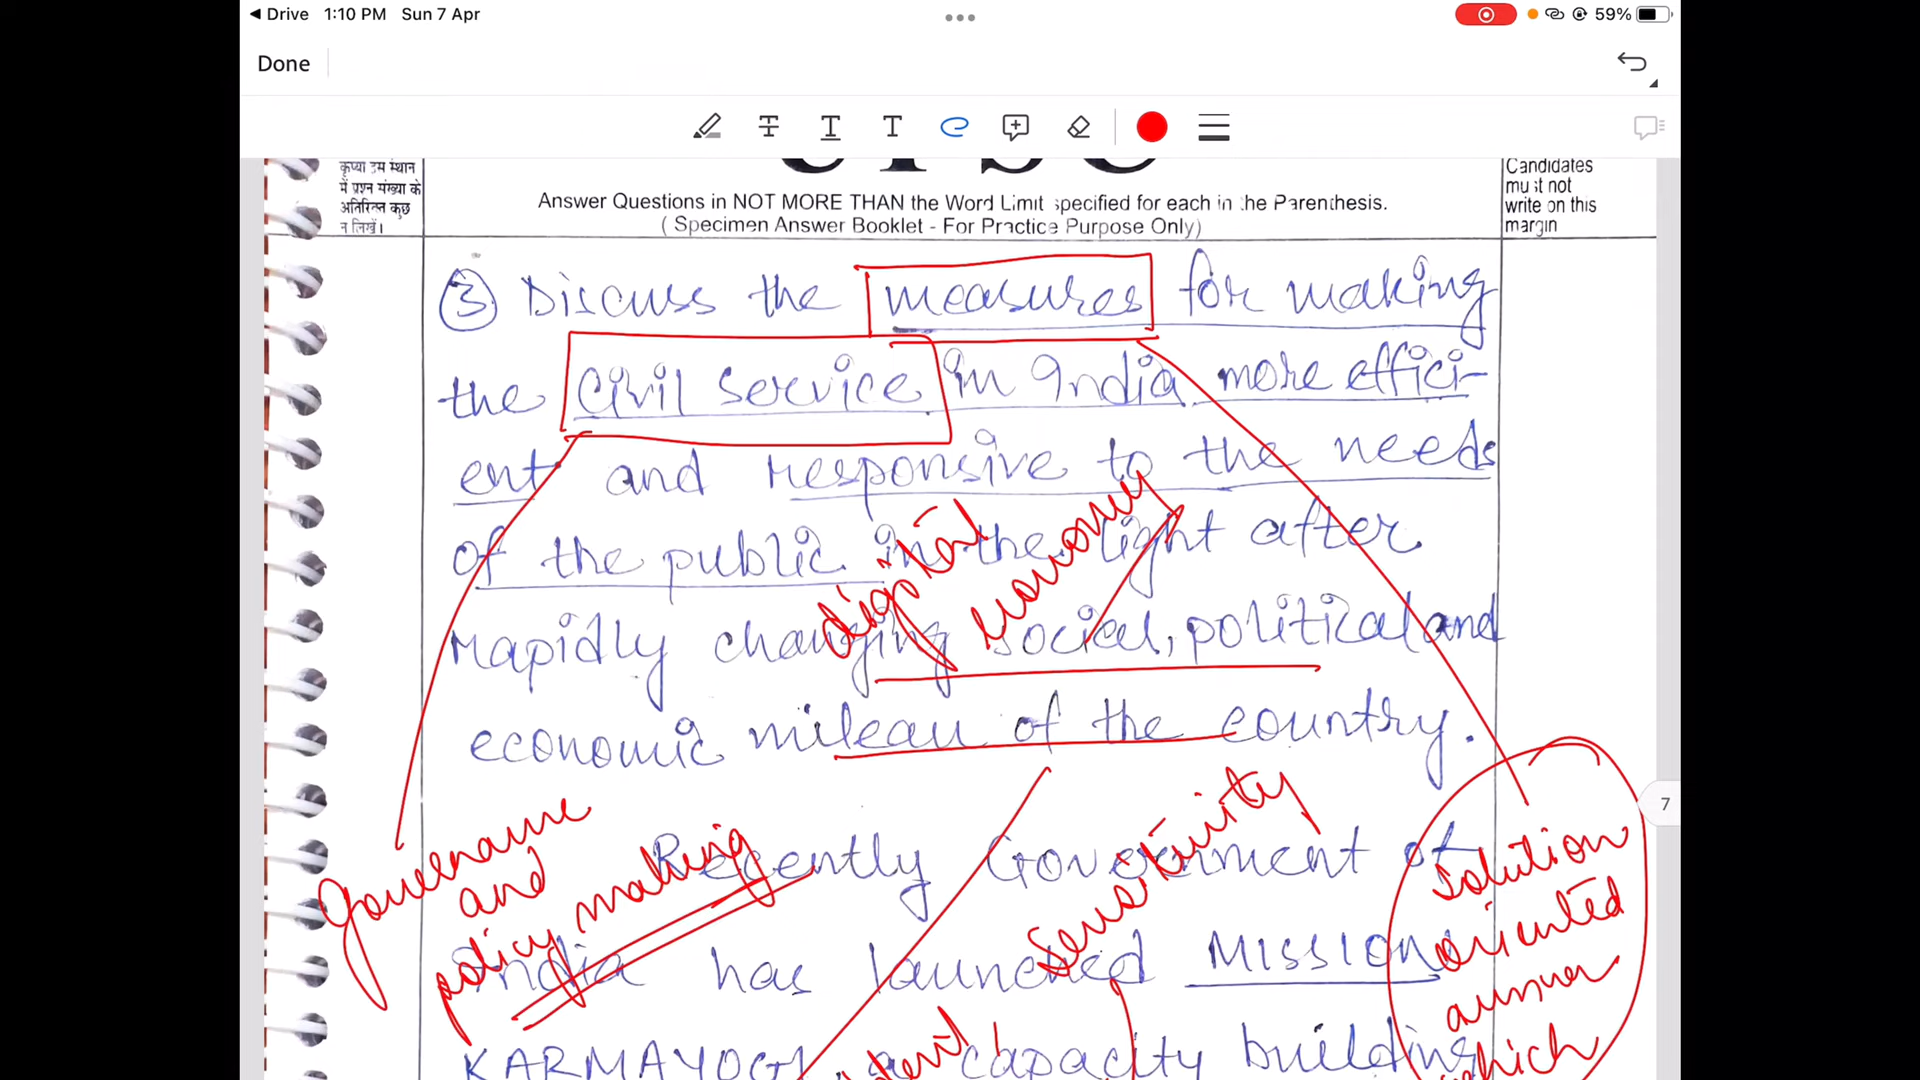 Drive 1:10 PM Sun 7 Apr
59%
Done
कृप्या इस स्थान
में प्रश्न संख्या के
अतिरिक्त कुछ
न लिखें।
Answer Questions in NOT MORE THAN the Word Limit specified for each in the Parenthesis.
( Specimen Answer Booklet - For Practice Purpose Only)
Candidates
must not
write on this
margin
③ Discuss the measures for making
the Civil service in India more effici-
ent and responsive to the needs
of the public in the light after
rapidly changing social, political and
economic mileau of the country.
digital
economy
Recently Government of
India has launched MISSION
KARMAYOGI a capacity building
Governance
and
policy making
sensitivity
solution
oriented
answer
which
7